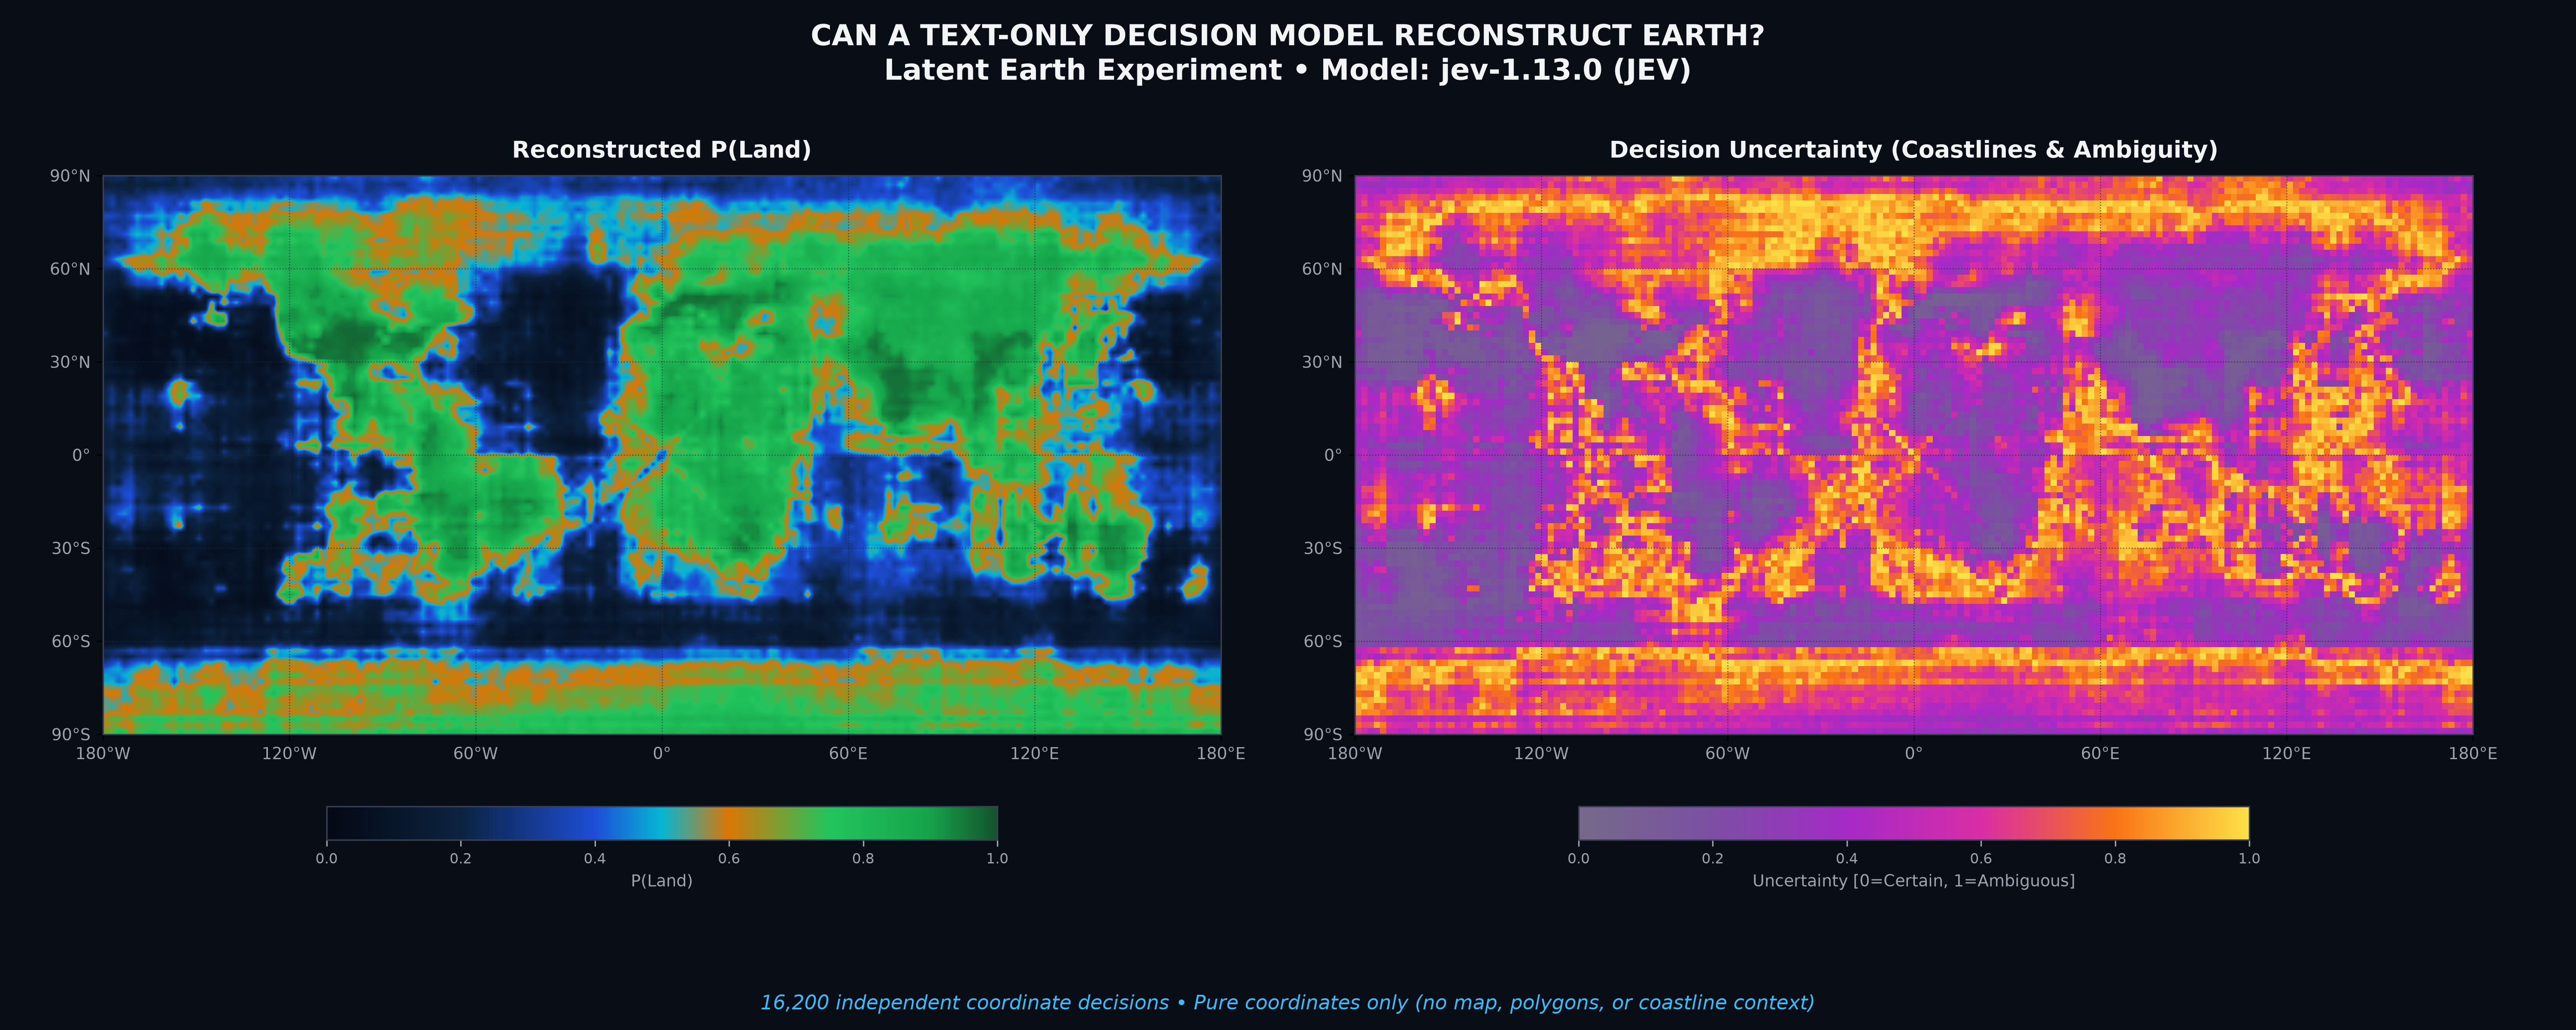 CAN A TEXT-ONLY DECISION MODEL RECONSTRUCT EARTH?
Latent Earth Experiment • Model: jev-1.13.0 (JEV)
Reconstructed P(Land)
90°N
60°N
30°N
0°
30°S
60°S
90°S
180°W 120°W 60°W 0° 60°E 120°E 180°E
0.0 0.2 0.4 0.6 0.8 1.0
P(Land)
Decision Uncertainty (Coastlines & Ambiguity)
90°N
60°N
30°N
0°
30°S
60°S
90°S
180°W 120°W 60°W 0° 60°E 120°E 180°E
0.0 0.2 0.4 0.6 0.8 1.0
Uncertainty [0=Certain, 1=Ambiguous]
16,200 independent coordinate decisions • Pure coordinates only (no map, polygons, or coastline context)